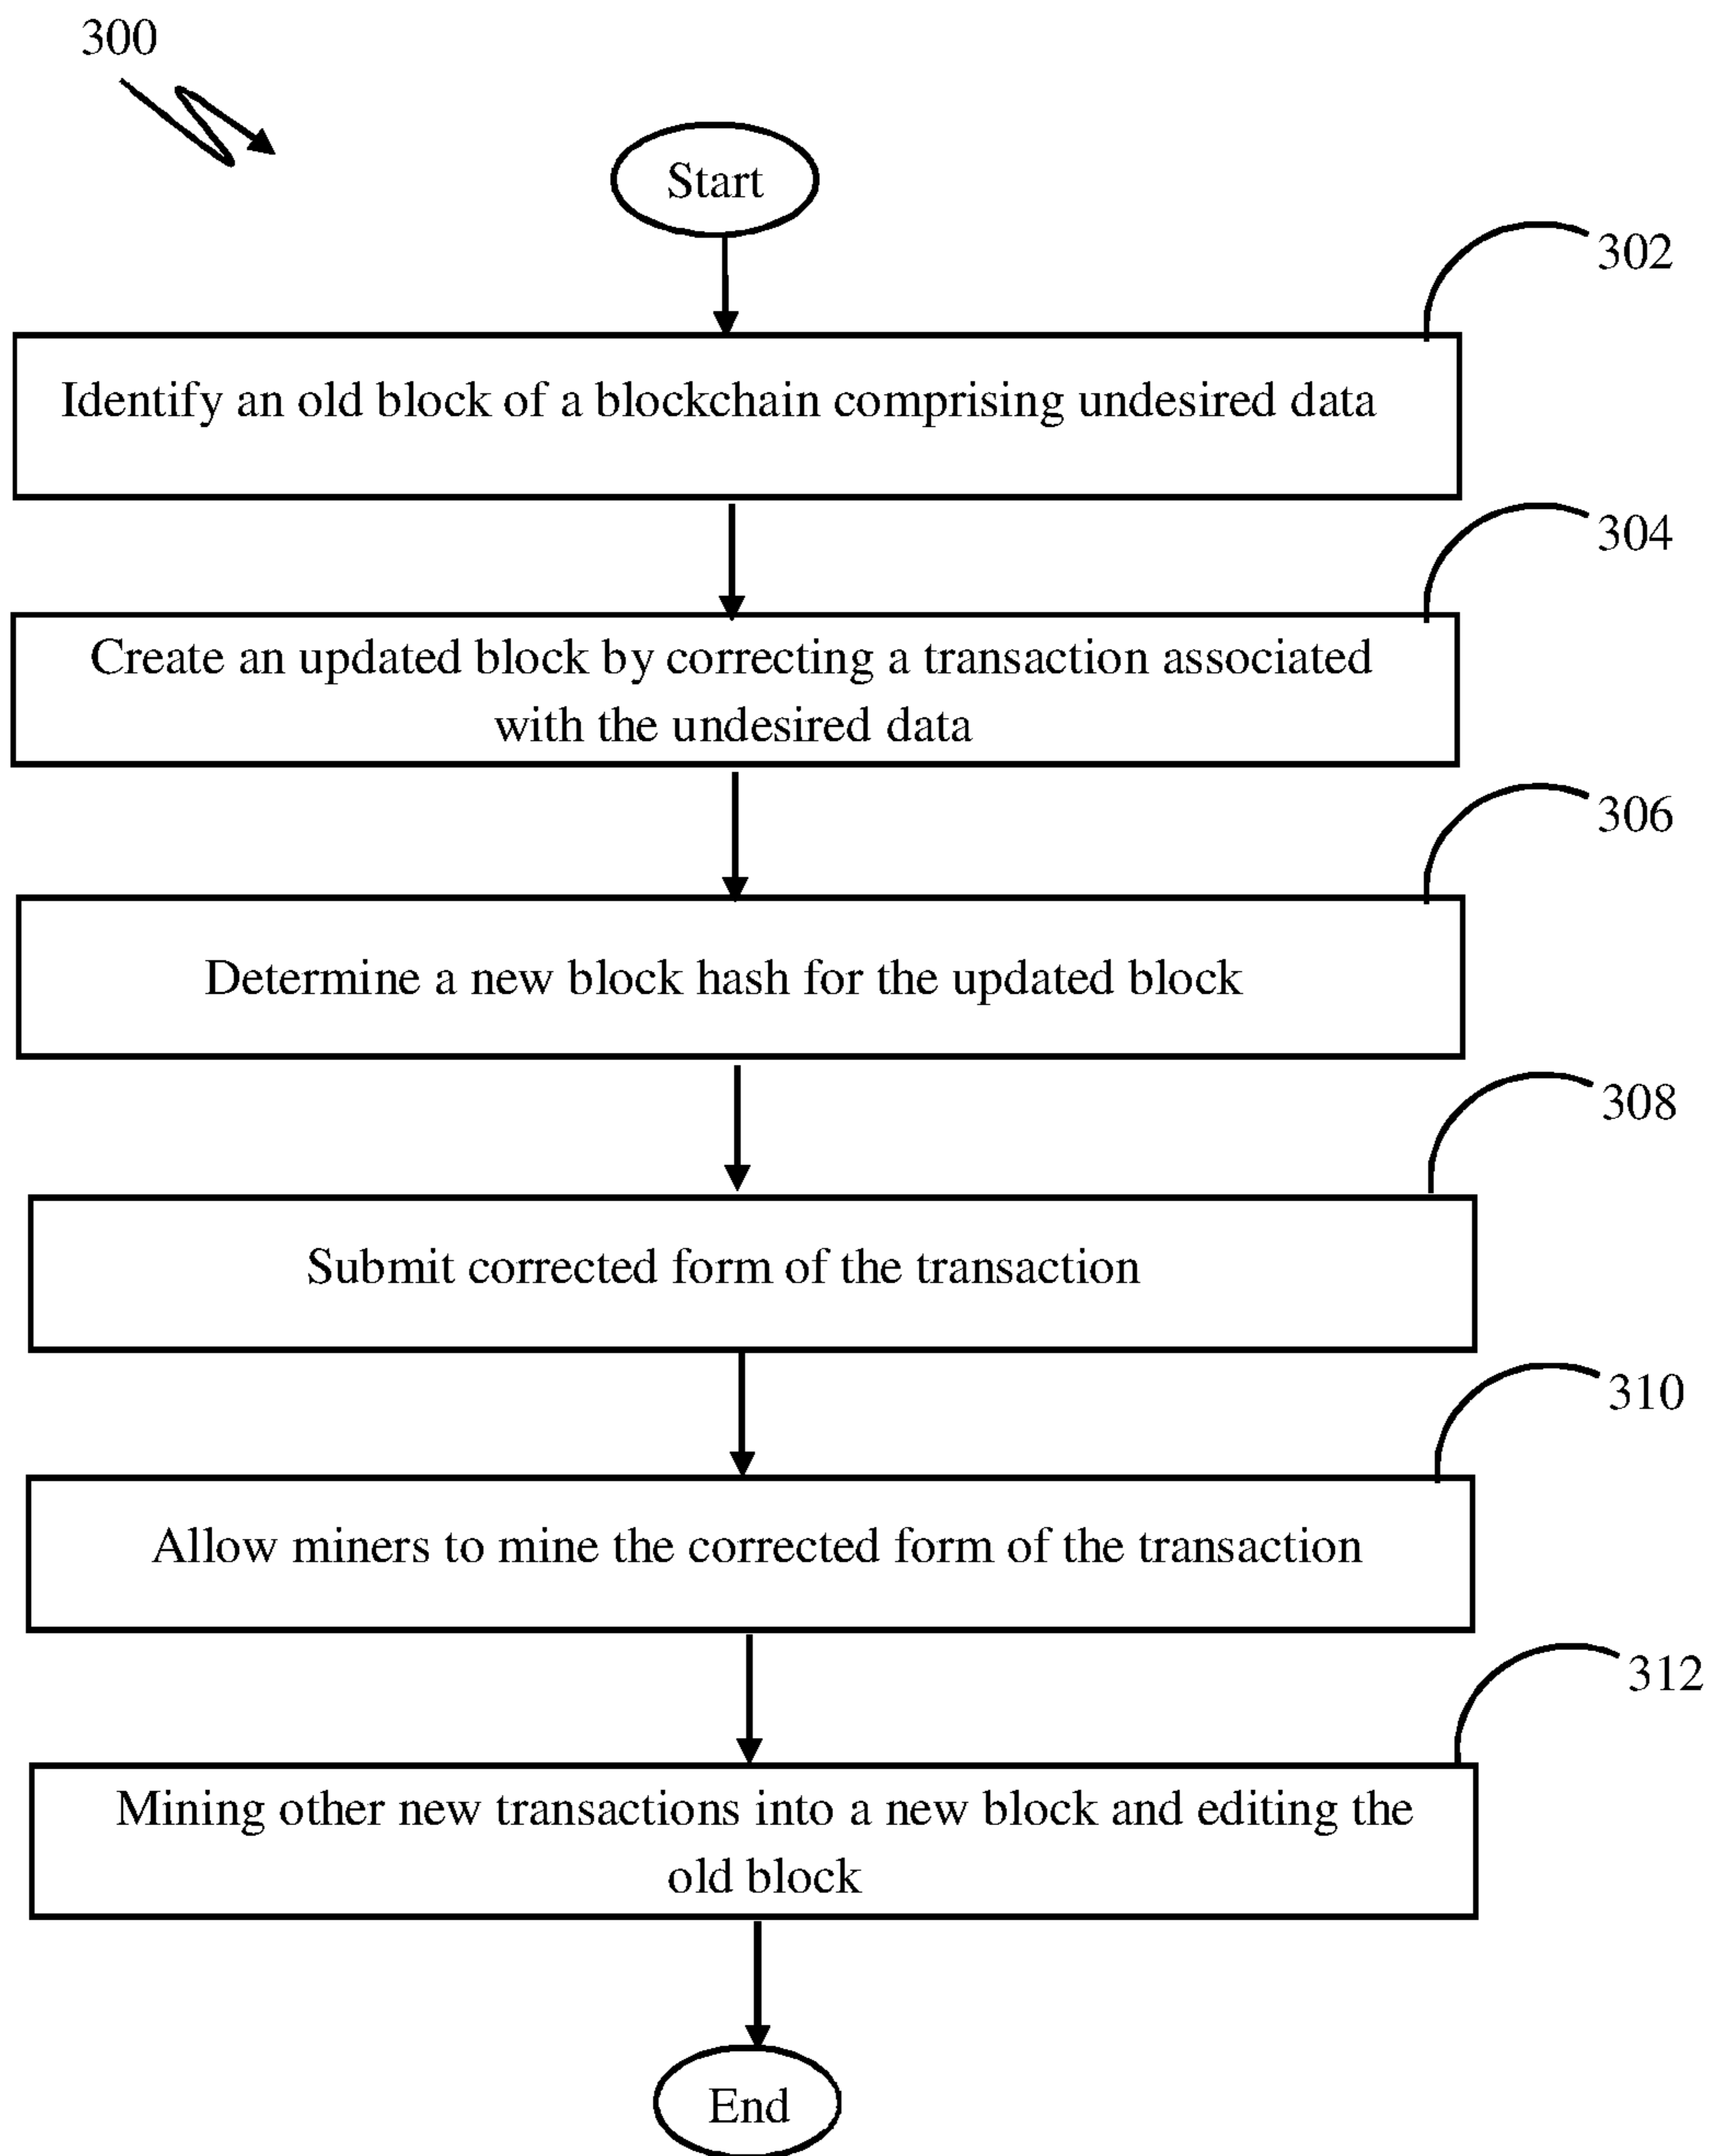 300
Start
302
Identify an old block of a blockchain comprising undesired data
304
Create an updated block by correcting a transaction associated
with the undesired data
306
Determine a new block hash for the updated block
308
Submit corrected form of the transaction
310
Allow miners to mine the corrected form of the transaction
312
Mining other new transactions into a new block and editing the
old block
End